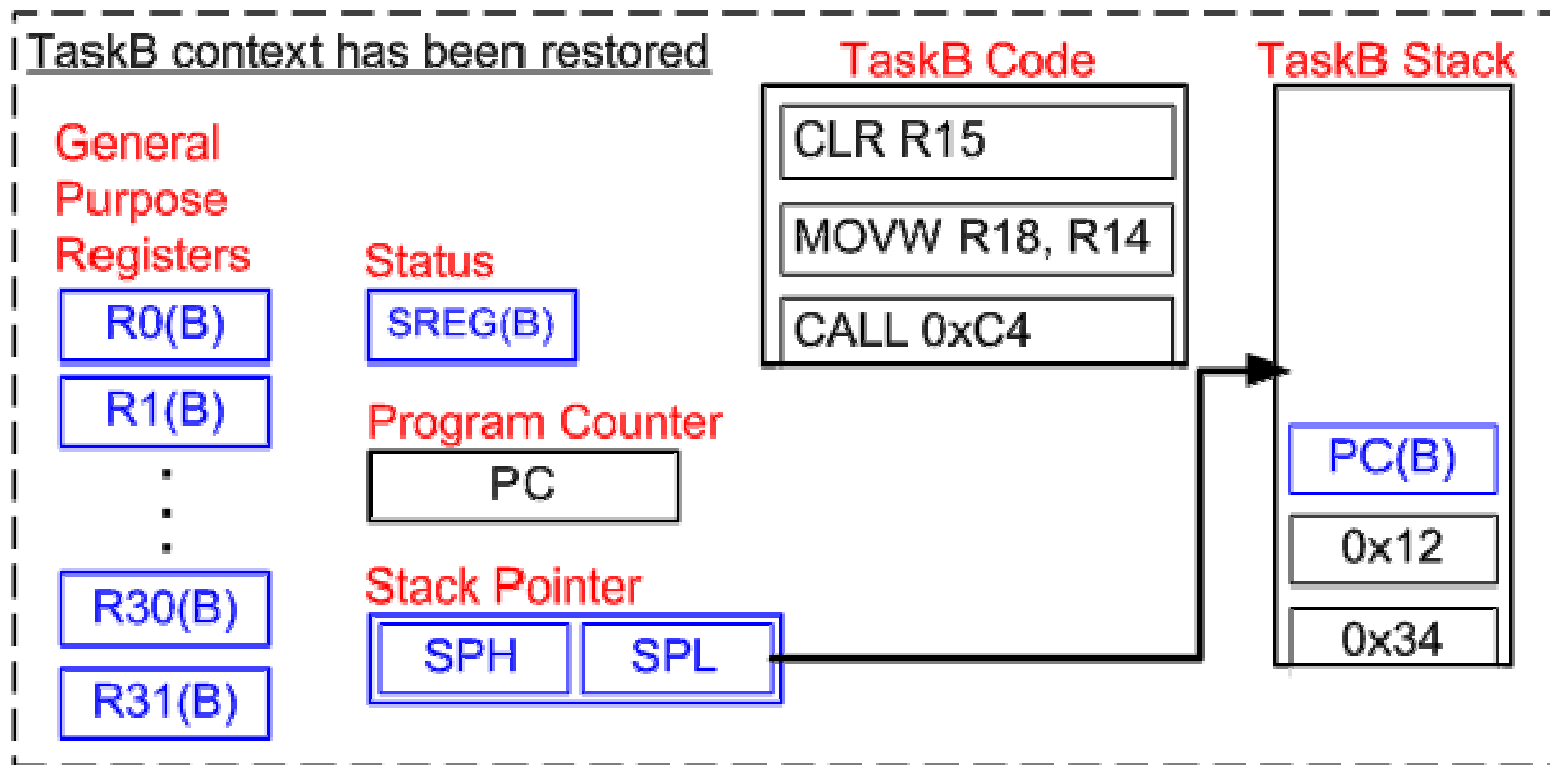 TaskB context has been restored
General
Purpose
Registers
R0(B)
R1(B)
R30(B)
R31(B)
Status
SREG(B)
Program Counter
PC
Stack Pointer
SPH SPL
TaskB Code
CLR R15
MOVW R18, R14
CALL 0xC4
TaskB Stack
PC(B)
0x12
0x34